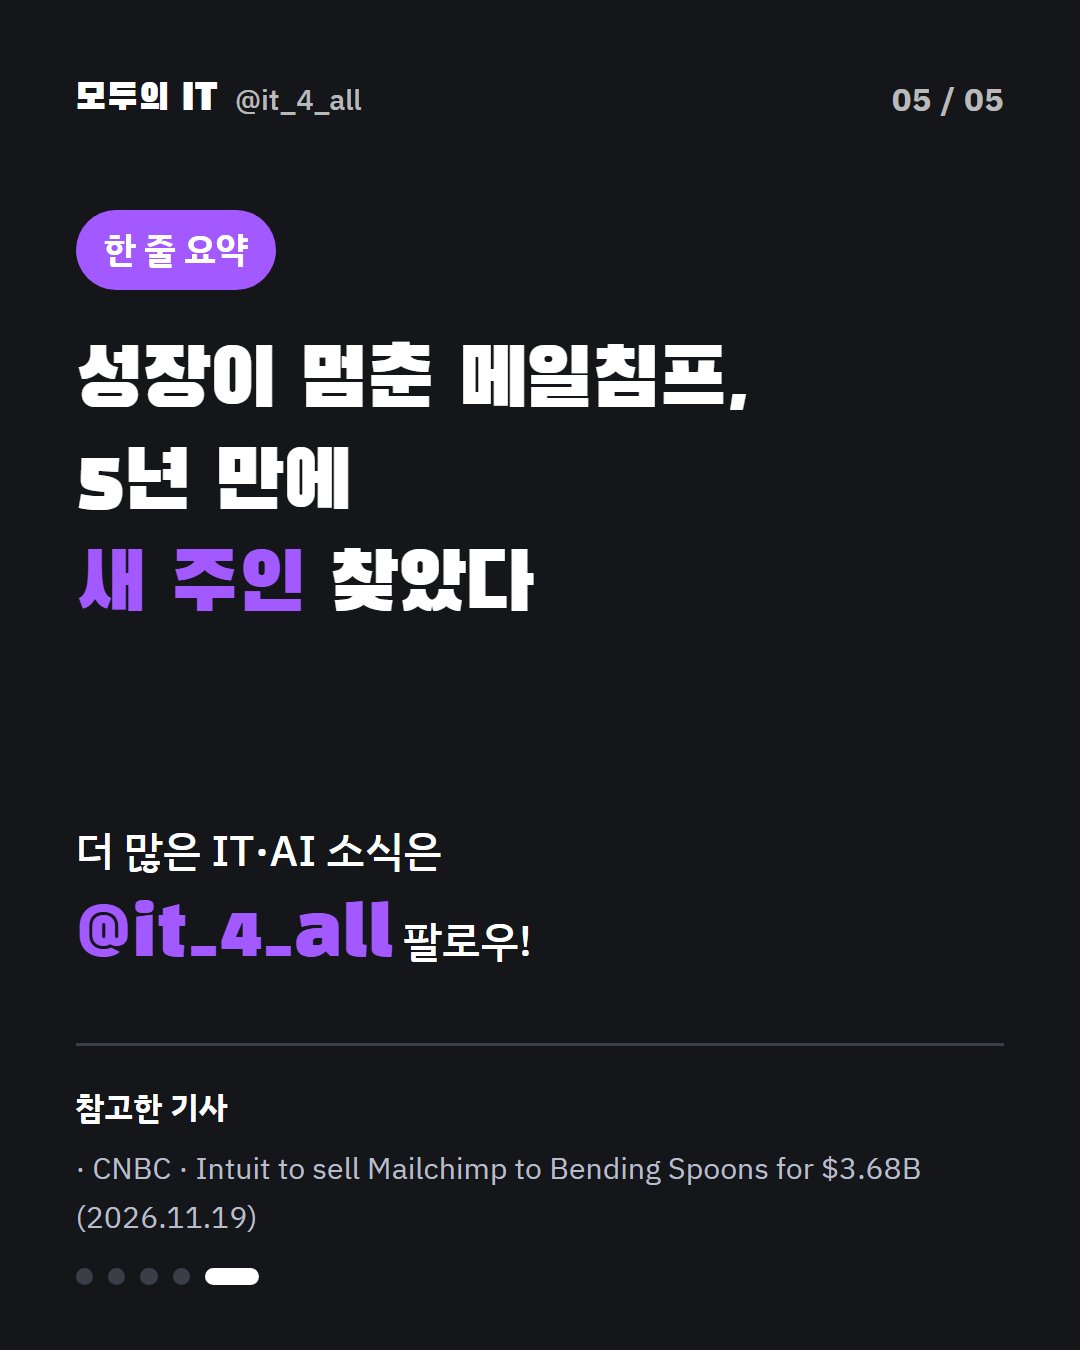 모두의 IT @it_4_all
05 / 05
한 줄 요약
성장이 멈춘 메일침프,
5년 만에
새 주인 찾았다
더 많은 IT·AI 소식은
@it_4_all 팔로우!
참고한 기사
· CNBC · Intuit to sell Mailchimp to Bending Spoons for $3.68B
(2026.11.19)